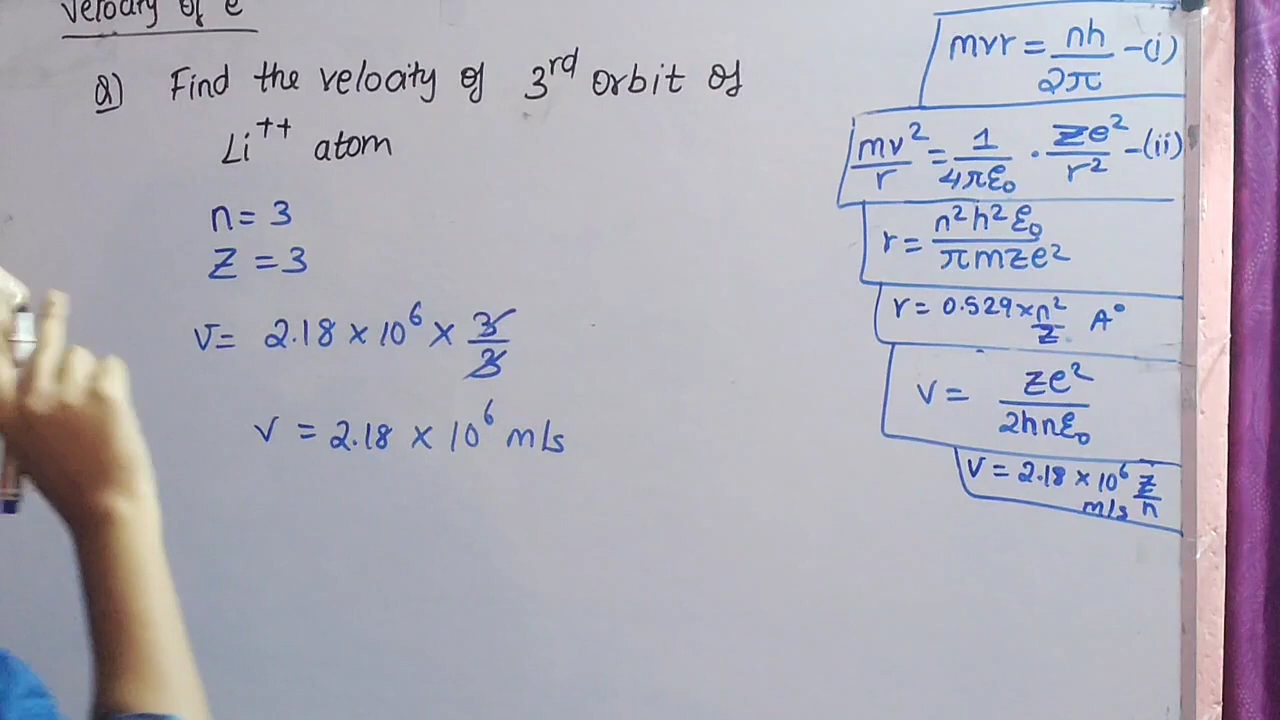 Velocity of e
Q) Find the velocity of 3rd orbit of
Li++ atom
n = 3
Z = 3
V = 2.18 × 10^6 × 3/3
V = 2.18 × 10^6 m/s
mvr = nh/2π -(i)
mv²/r = 1/4πε₀ · Ze²/r² -(ii)
r = n²h²ε₀/πmze²
r = 0.529 × n²/Z A°
V = Ze²/2hnε₀
V = 2.18 × 10^6 Z/n
m/s